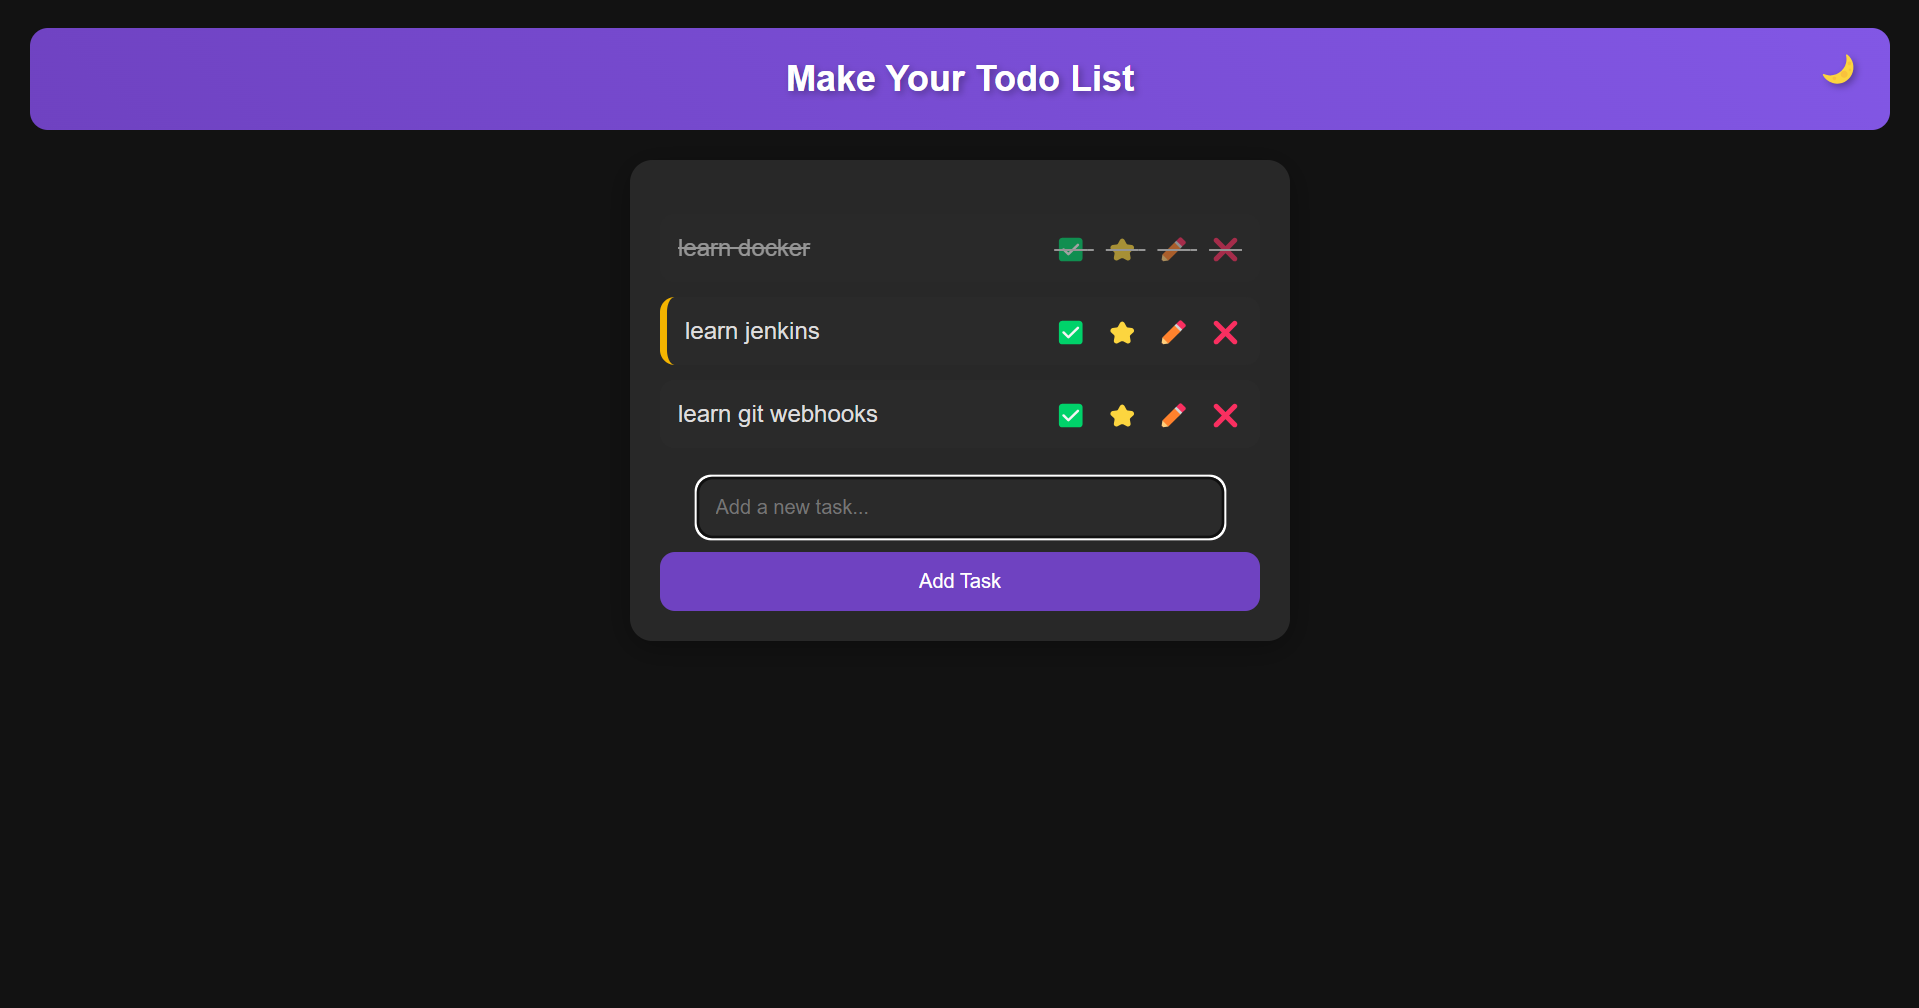 Make Your Todo List
learn docker
learn jenkins
learn git webhooks
Add a new task...
Add Task